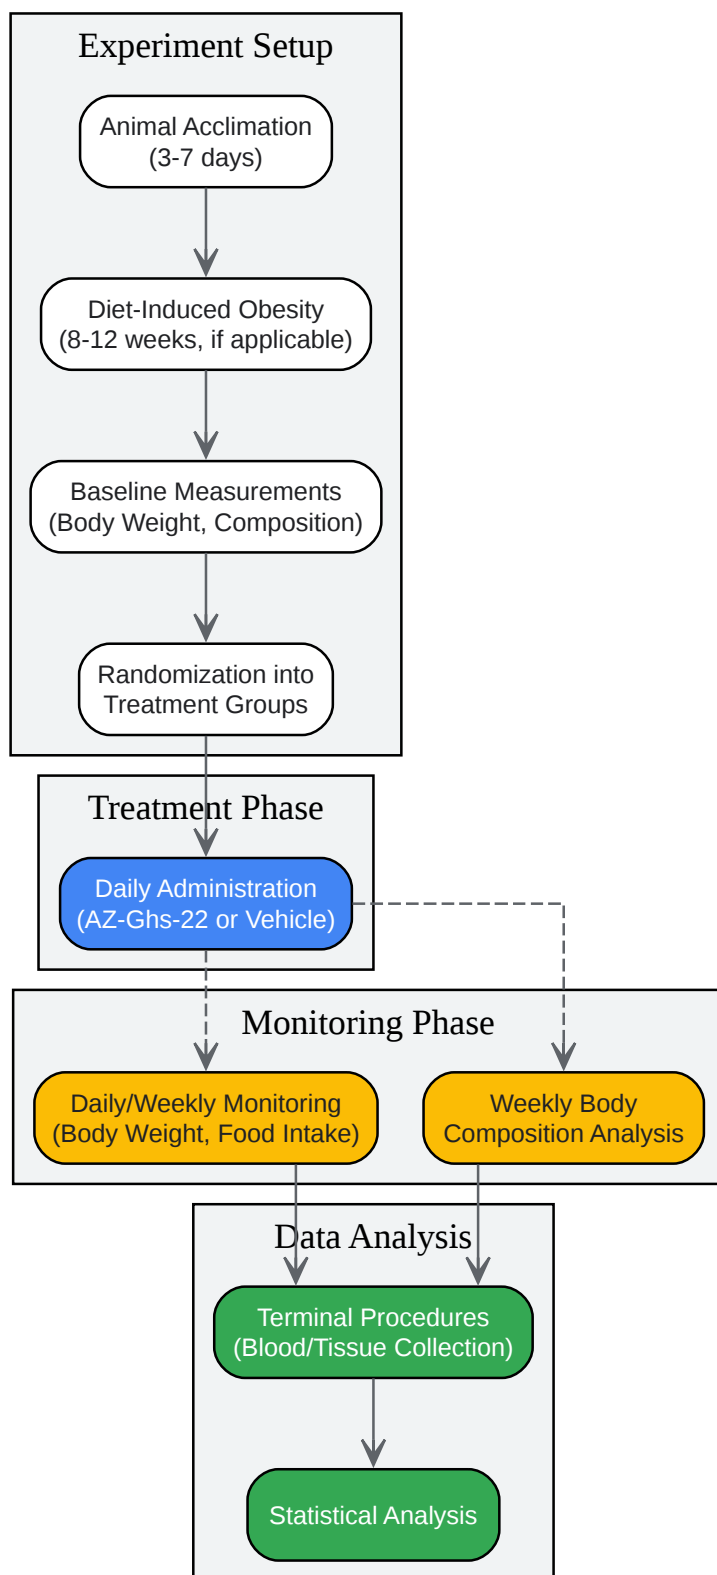 Experiment Setup
Animal Acclimation
(3-7 days)
Diet-Induced Obesity
(8-12 weeks, if applicable)
Baseline Measurements
(Body Weight, Composition)
Randomization into
Treatment Groups
Treatment Phase
Daily Administration
(AZ-Ghs-22 or Vehicle)
Monitoring Phase
Daily/Weekly Monitoring
(Body Weight, Food Intake)
Weekly Body
Composition Analysis
Data Analysis
Terminal Procedures
(Blood/Tissue Collection)
Statistical Analysis